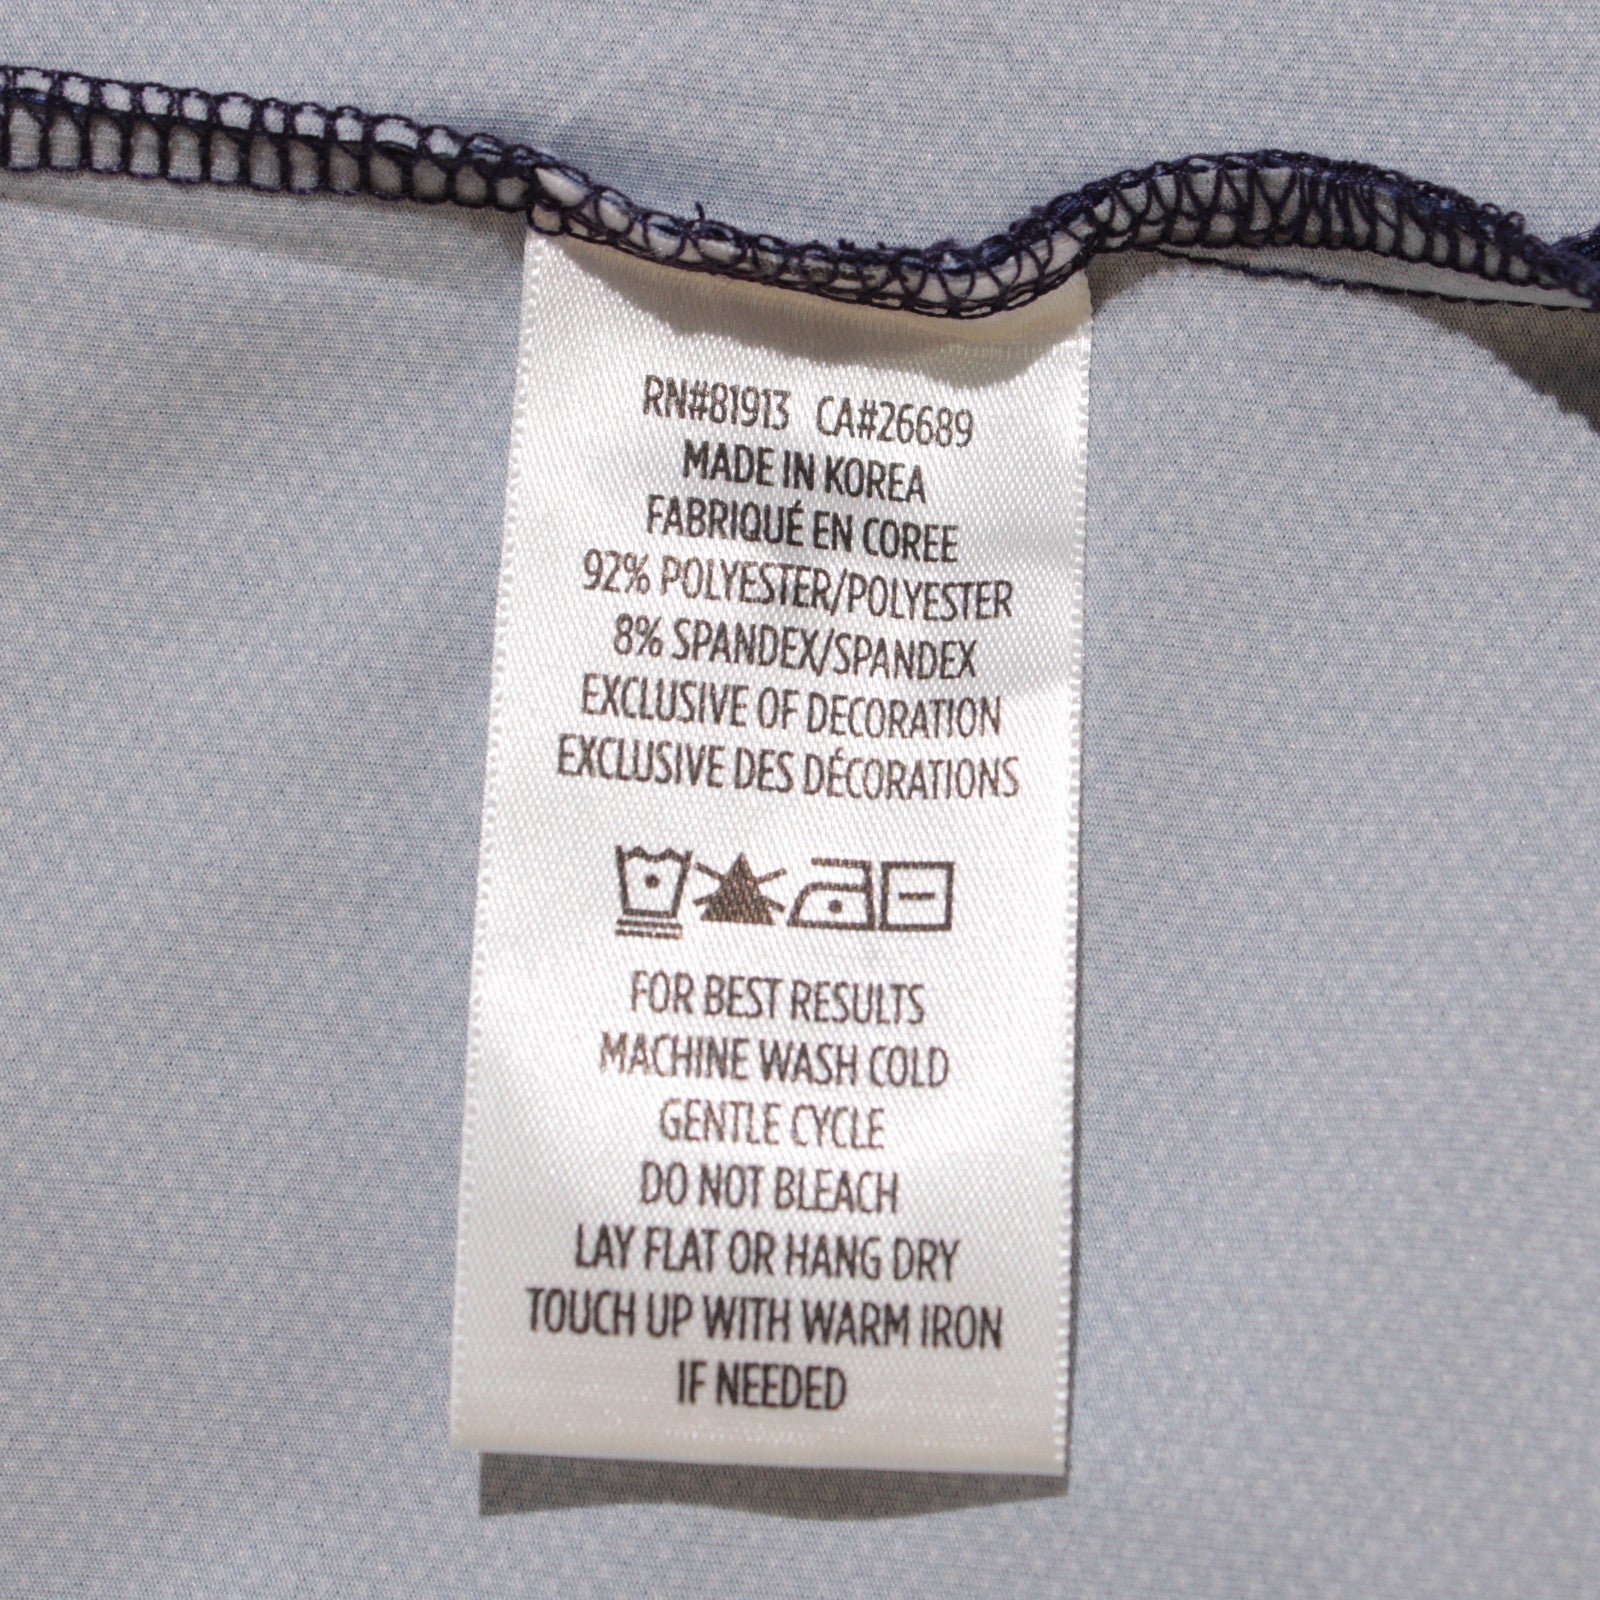 RN#81913 CA#26689
MADE IN KOREA
FABRIQUÉ EN COREE
92% POLYESTER/POLYESTER
8% SPANDEX/SPANDEX
EXCLUSIVE OF DECORATION
EXCLUSIVE DES DÉCORATIONS
FOR BEST RESULTS
MACHINE WASH COLD
GENTLE CYCLE
DO NOT BLEACH
LAY FLAT OR HANG DRY
TOUCH UP WITH WARM IRON
IF NEEDED